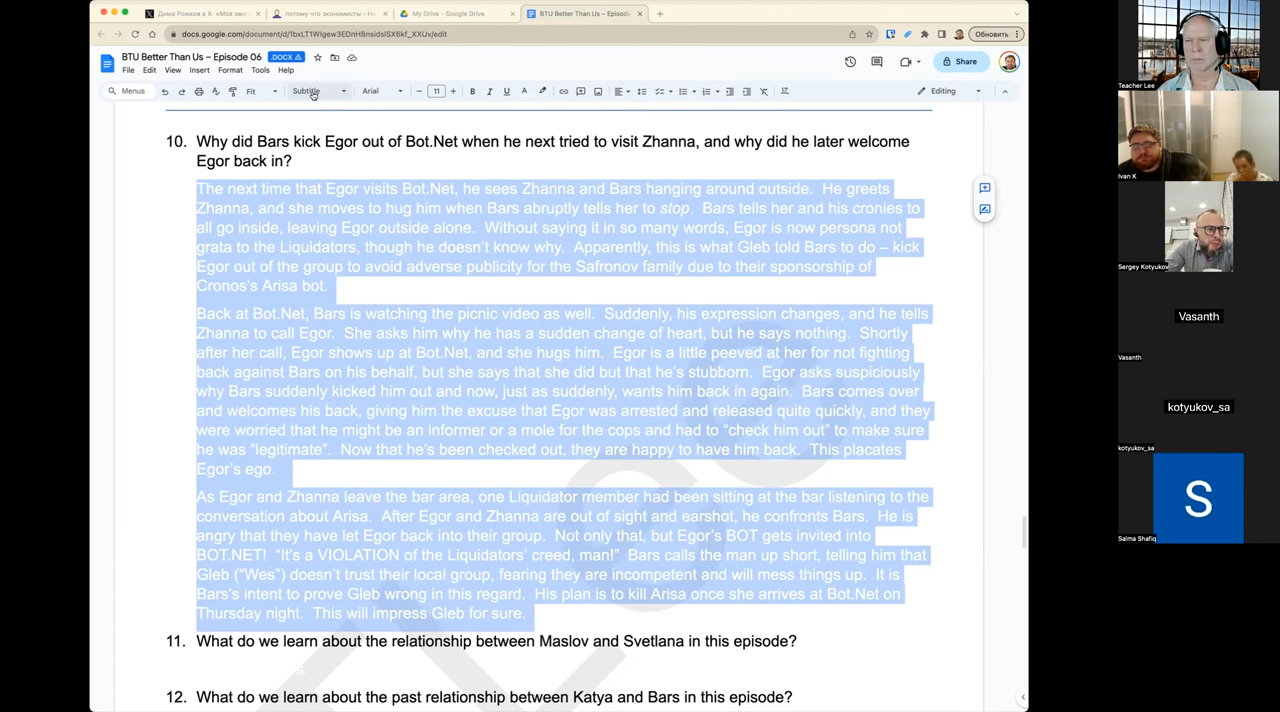 Дима Рожков в X: «Моя звон
потому что экономисты - Н
My Drive - Google Drive
BTU Better Than Us – Episode
docs.google.com/document/d/1bxLT1WIgew3EDnH8nsidsISX6kf_XXUv/edit
Обновить
BTU Better Than Us – Episode 06
.DOCX
File Edit View Insert Format Tools Help
Share
Menus
Fit
Subtitle
Arial
11
Editing
10. Why did Bars kick Egor out of Bot.Net when he next tried to visit Zhanna, and why did he later welcome
Egor back in?
The next time that Egor visits Bot.Net, he sees Zhanna and Bars hanging around outside. He greets
Zhanna, and she moves to hug him when Bars abruptly tells her to stop. Bars tells her and his cronies to
all go inside, leaving Egor outside alone. Without saying it in so many words, Egor is now persona not
grata to the Liquidators, though he doesn't know why. Apparently, this is what Gleb told Bars to do – kick
Egor out of the group to avoid adverse publicity for the Safronov family due to their sponsorship of
Cronos's Arisa bot.
Back at Bot.Net, Bars is watching the picnic video as well. Suddenly, his expression changes, and he tells
Zhanna to call Egor. She asks him why he has a sudden change of heart, but he says nothing. Shortly
after her call, Egor shows up at Bot.Net, and she hugs him. Egor is a little peeved at her for not fighting
back against Bars on his behalf, but she says that she did but that he's stubborn. Egor asks suspiciously
why Bars suddenly kicked him out and now, just as suddenly, wants him back in again. Bars comes over
and welcomes his back, giving him the excuse that Egor was arrested and released quite quickly, and they
were worried that he might be an informer or a mole for the cops and had to "check him out" to make sure
he was "legitimate". Now that he's been checked out, they are happy to have him back. This placates
Egor's ego.
As Egor and Zhanna leave the bar area, one Liquidator member had been sitting at the bar listening to the
conversation about Arisa. After Egor and Zhanna are out of sight and earshot, he confronts Bars. He is
angry that they have let Egor back into their group. Not only that, but Egor's BOT gets invited into
BOT.NET! "It's a VIOLATION of the Liquidators' creed, man!" Bars calls the man up short, telling him that
Gleb ("Wes") doesn't trust their local group, fearing they are incompetent and will mess things up. It is
Bars's intent to prove Gleb wrong in this regard. His plan is to kill Arisa once she arrives at Bot.Net on
Thursday night. This will impress Gleb for sure.
11. What do we learn about the relationship between Maslov and Svetlana in this episode?
12. What do we learn about the past relationship between Katya and Bars in this episode?
Teacher Lee
Ivan K
Sergey Kotyukov
Vasanth
Vasanth
kotyukov_sa
kotyukov_sa
S
Salma Shafiq